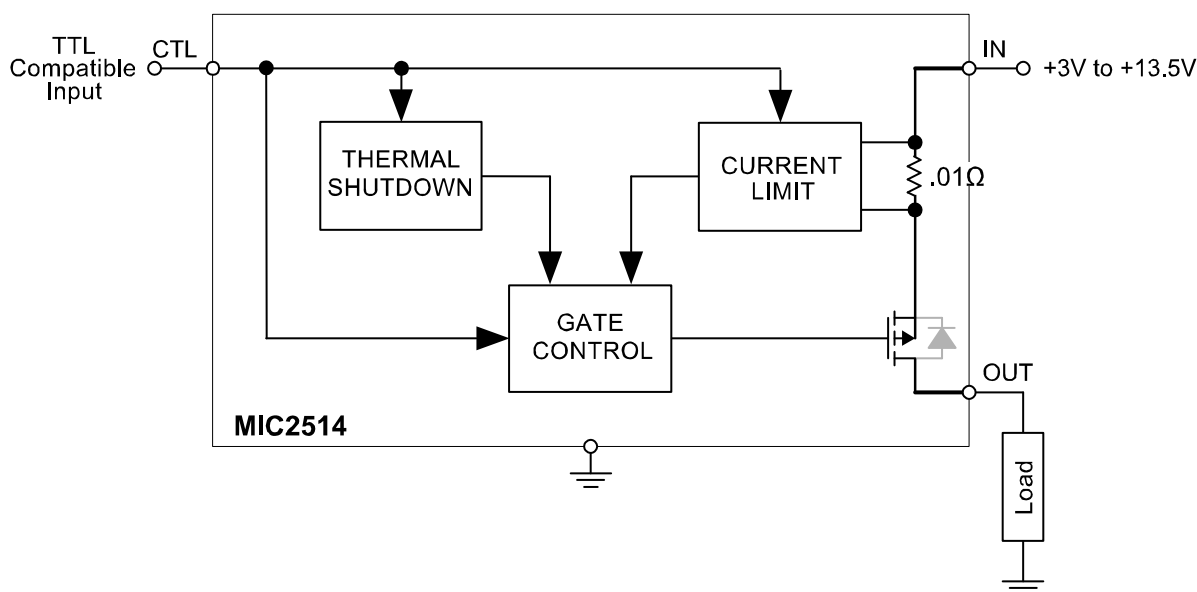 TTL
Compatible
Input
CTL
IN
+3V to +13.5V
THERMAL
SHUTDOWN
CURRENT
LIMIT
.01Ω
GATE
CONTROL
OUT
MIC2514
Load